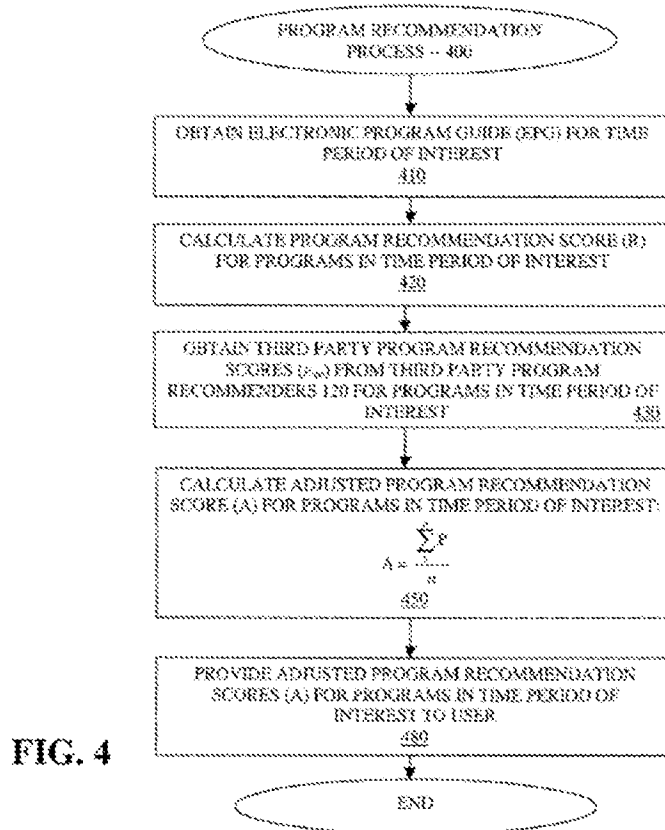 PROGRAM RECOMMENDATION
PROCESS -- 400
OBTAIN ELECTRONIC PROGRAM GUIDE (EPG) FOR TIME
PERIOD OF INTEREST
410
CALCULATE PROGRAM RECOMMENDATION SCORE (R)
FOR PROGRAMS IN TIME PERIOD OF INTEREST
420
OBTAIN THIRD PARTY PROGRAM RECOMMENDATION
SCORES FROM THIRD PARTY PROGRAM
RECOMMENDERS 120 FOR PROGRAMS IN TIME PERIOD OF
INTEREST 430
CALCULATE ADJUSTED PROGRAM RECOMMENDATION
SCORE (A) FOR PROGRAMS IN TIME PERIOD OF INTEREST:
A =
450
PROVIDE ADJUSTED PROGRAM RECOMMENDATION
SCORES (A) FOR PROGRAMS IN TIME PERIOD OF
INTEREST TO USER
480
FIG. 4
END